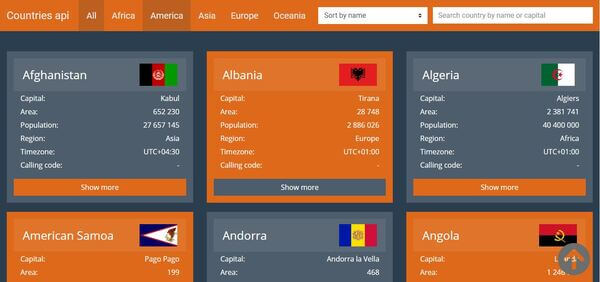 Countries api All Africa America Asia Europe Oceania Sort by name Search country by name or capital
Afghanistan
Capital: Kabul
Area: 652 230
Population: 27 657 145
Region: Asia
Timezone: UTC+04:30
Calling code: -
Show more
Albania
Capital: Tirana
Area: 28 748
Population: 2 886 026
Region: Europe
Timezone: UTC+01:00
Calling code: -
Show more
Algeria
Capital: Algiers
Area: 2 381 741
Population: 40 400 000
Region: Africa
Timezone: UTC+01:00
Calling code: -
Show more
American Samoa
Capital: Pago Pago
Area: 199
Andorra
Capital: Andorra la Vella
Area: 468
Angola
Capital:
Area: 1 246